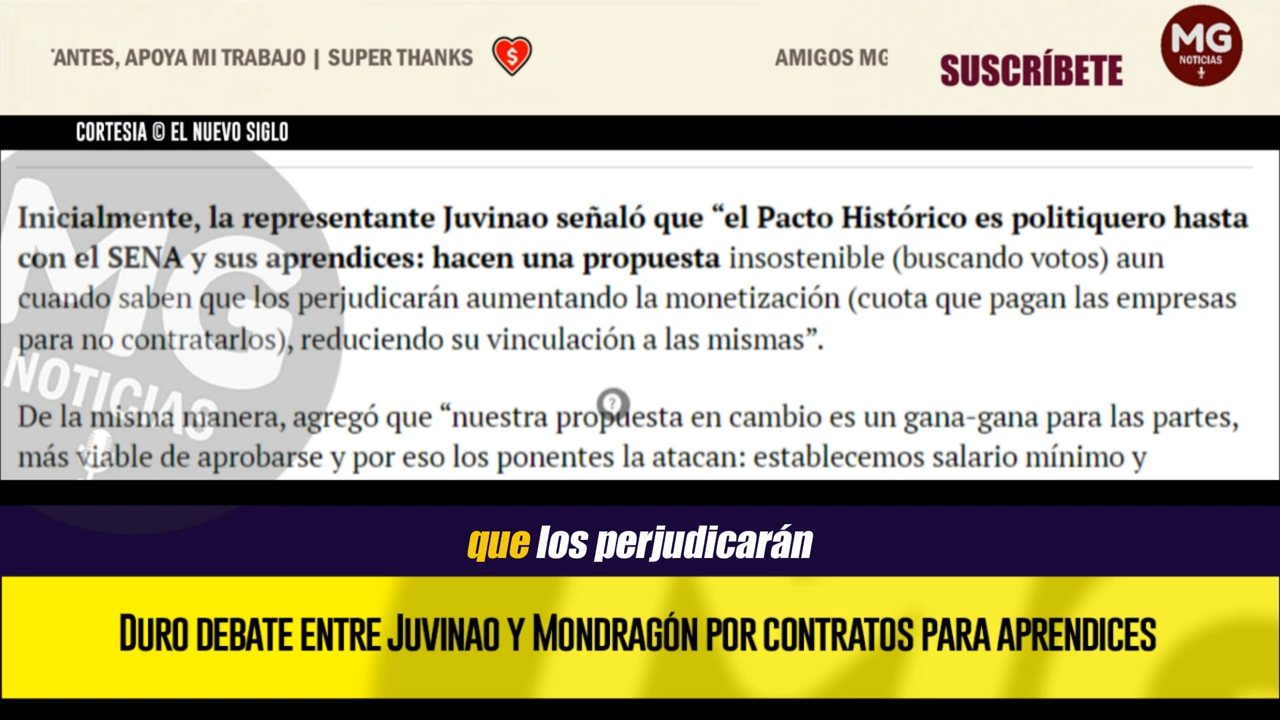 'ANTES, APOYA MI TRABAJO | SUPER THANKS
AMIGOS MG
SUSCRÍBETE
MG
NOTICIAS
CORTESIA © EL NUEVO SIGLO
Inicialmente, la representante Juvinao señaló que “el Pacto Histórico es politiquero hasta
con el SENA y sus aprendices: hacen una propuesta insostenible (buscando votos) aun
cuando saben que los perjudicarán aumentando la monetización (cuota que pagan las empresas
para no contratarlos), reduciendo su vinculación a las mismas”.
De la misma manera, agregó que “nuestra propuesta en cambio es un gana-gana para las partes,
más viable de aprobarse y por eso los ponentes la atacan: establecemos salario mínimo y
MG
NOTICIAS
que los perjudicarán
DURO DEBATE ENTRE JUVINAO Y MONDRAGÓN POR CONTRATOS PARA APRENDICES